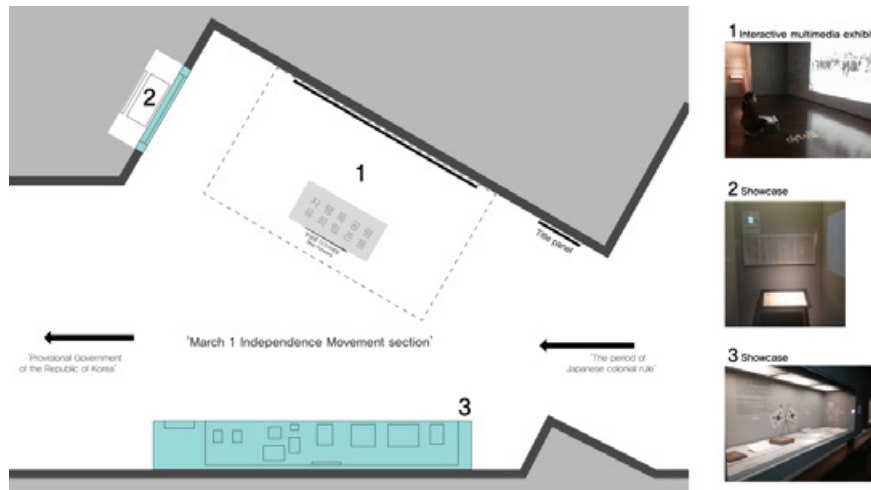 1 Interactive multimedia exhibi
2
1
Title panel
'March 1 Independence Movement section'
'Provisional Government
of the Republic of Korea'
'The period of
Japanese colonial rule'
3
2 Showcase
3 Showcase